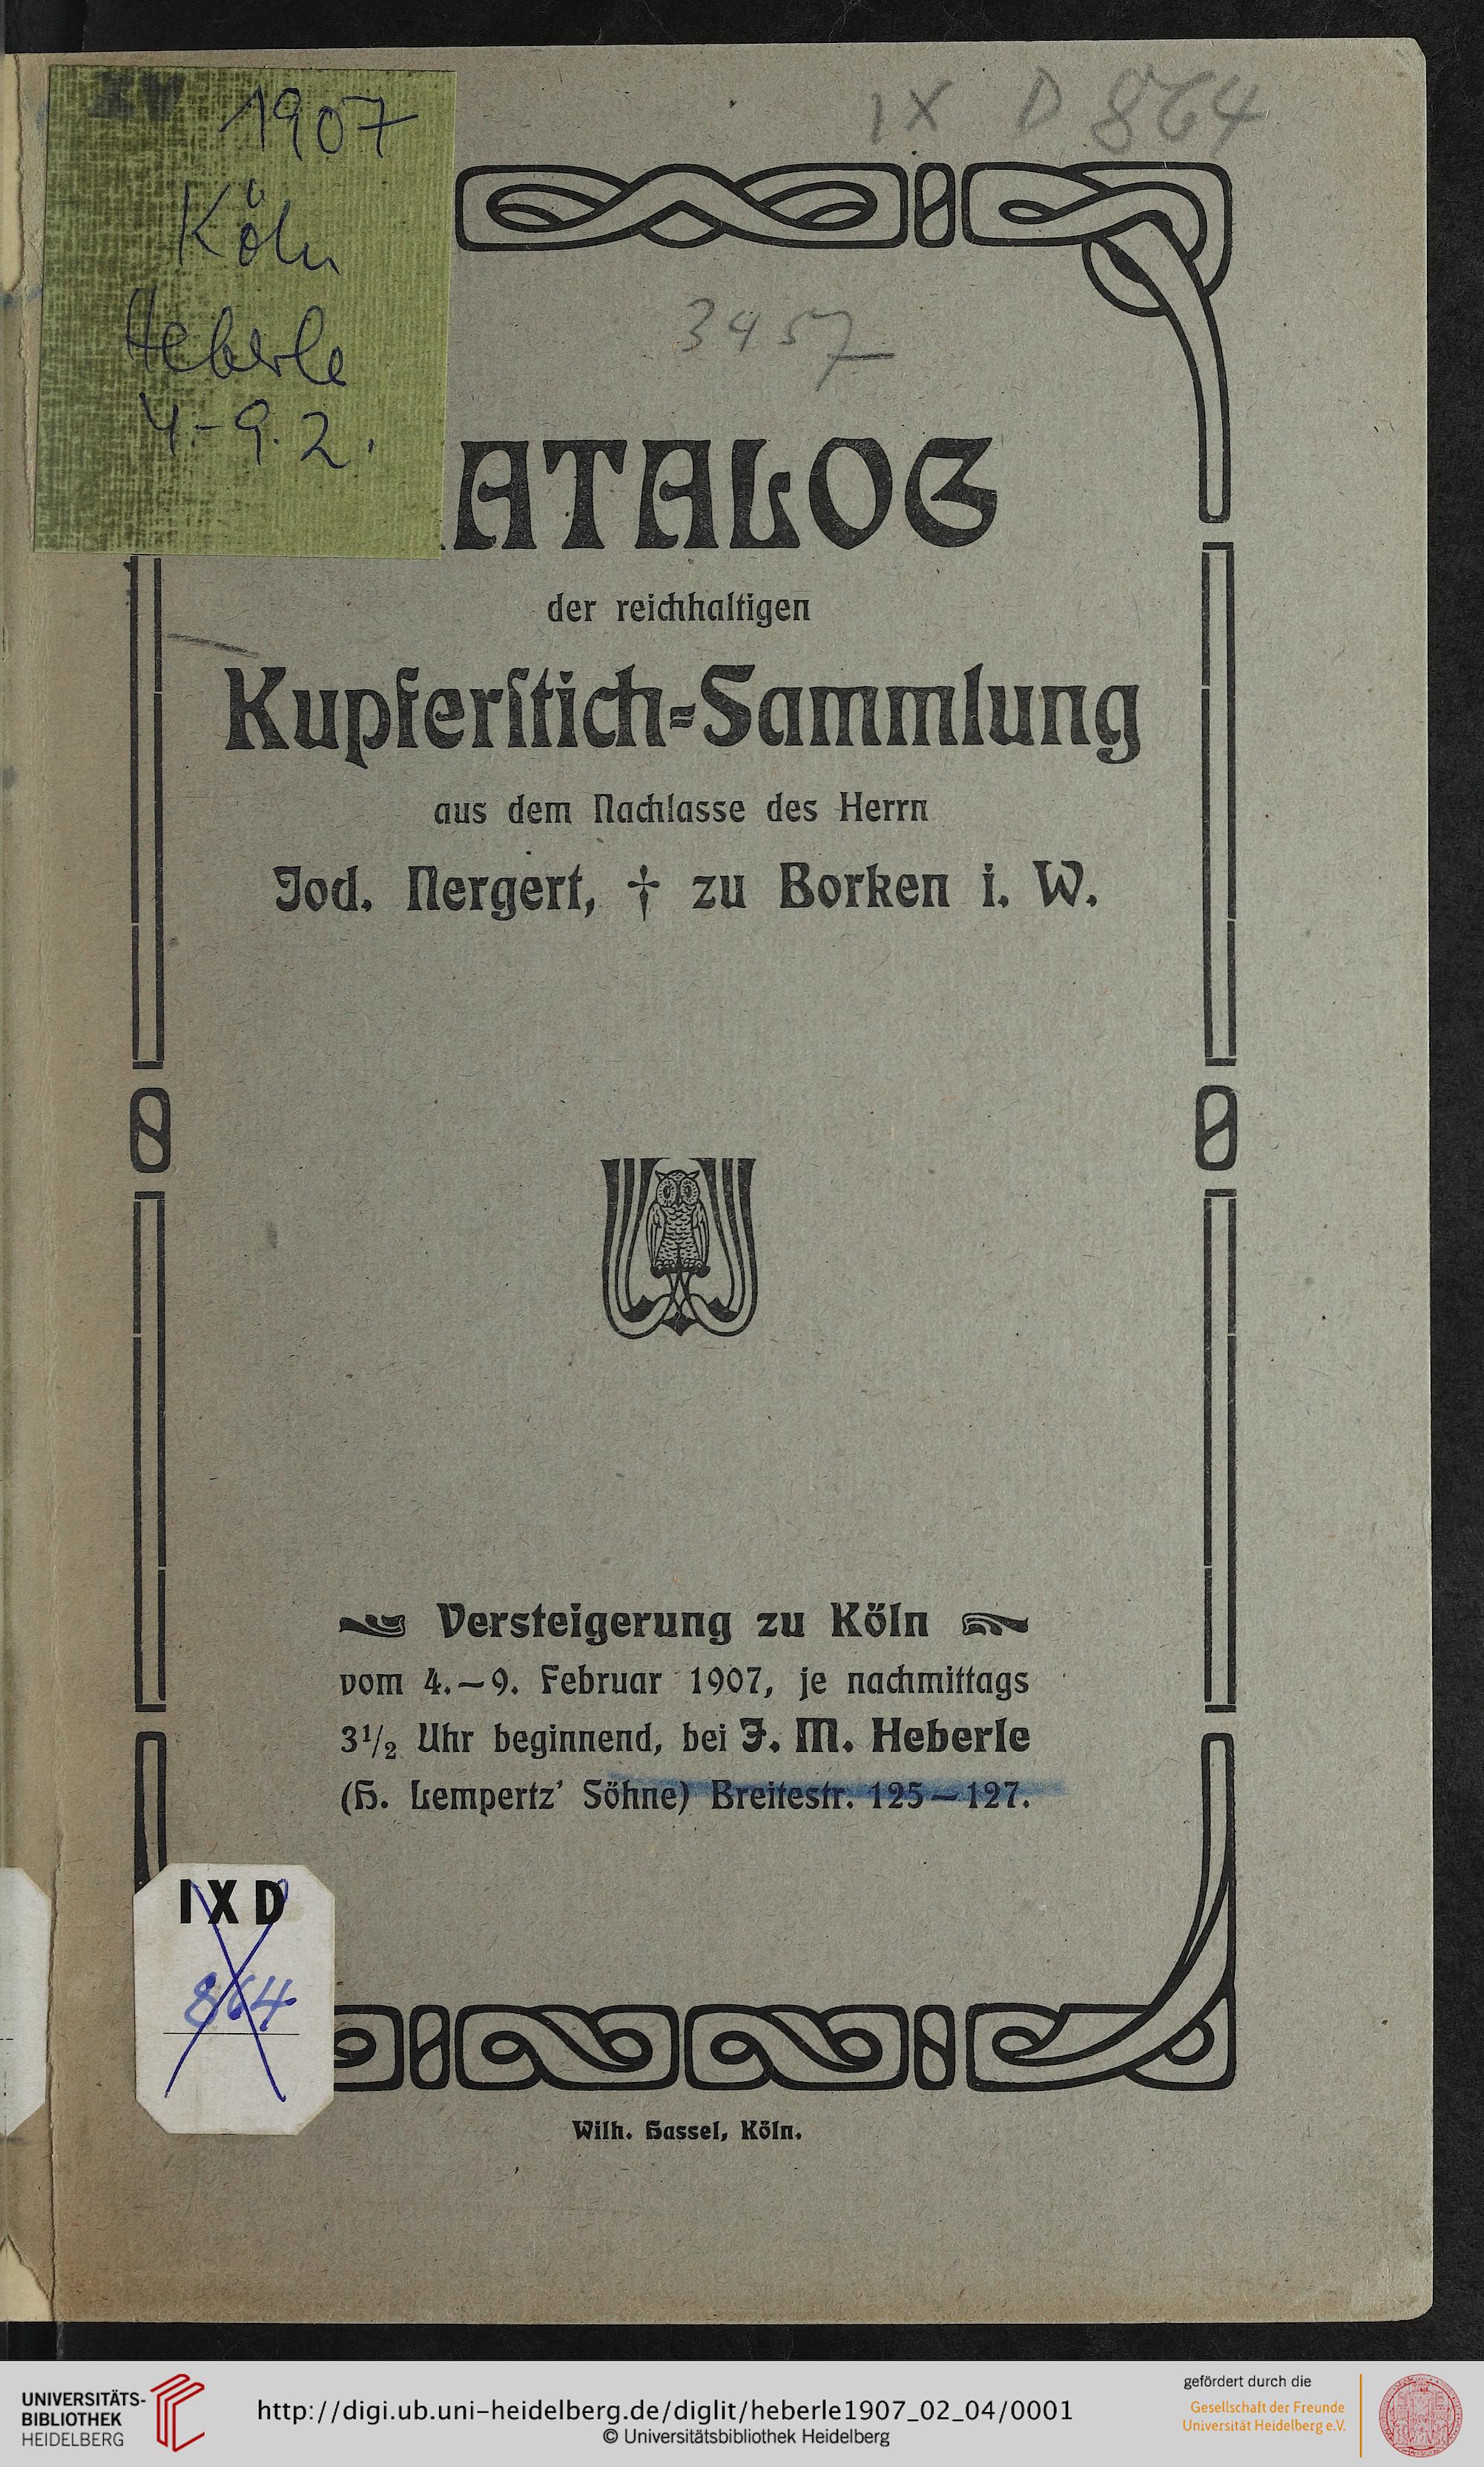 1907
Köln
Heberle
4.-9.2.
IX D 864
3457
ATALOG
der reichhaltigen
Kupferſtich-Sammlung
aus dem Nachlasse des Herrn
Jod. Nergert, † zu Borken i. W.
Versteigerung zu Köln
vom 4.—9. Februar 1907, je nachmittags
3½ Uhr beginnend, bei J. M. Heberle
(H. Lempertz' Söhne) Breitestr. 125—127.
IXD
864
Wilh. Hassel, Köln.
UNIVERSITÄTS-
BIBLIOTHEK
HEIDELBERG
http://digi.ub.uni-heidelberg.de/diglit/heberle1907_02_04/0001
© Universitätsbibliothek Heidelberg
gefördert durch die
Gesellschaft der Freunde
Universität Heidelberg e.V.